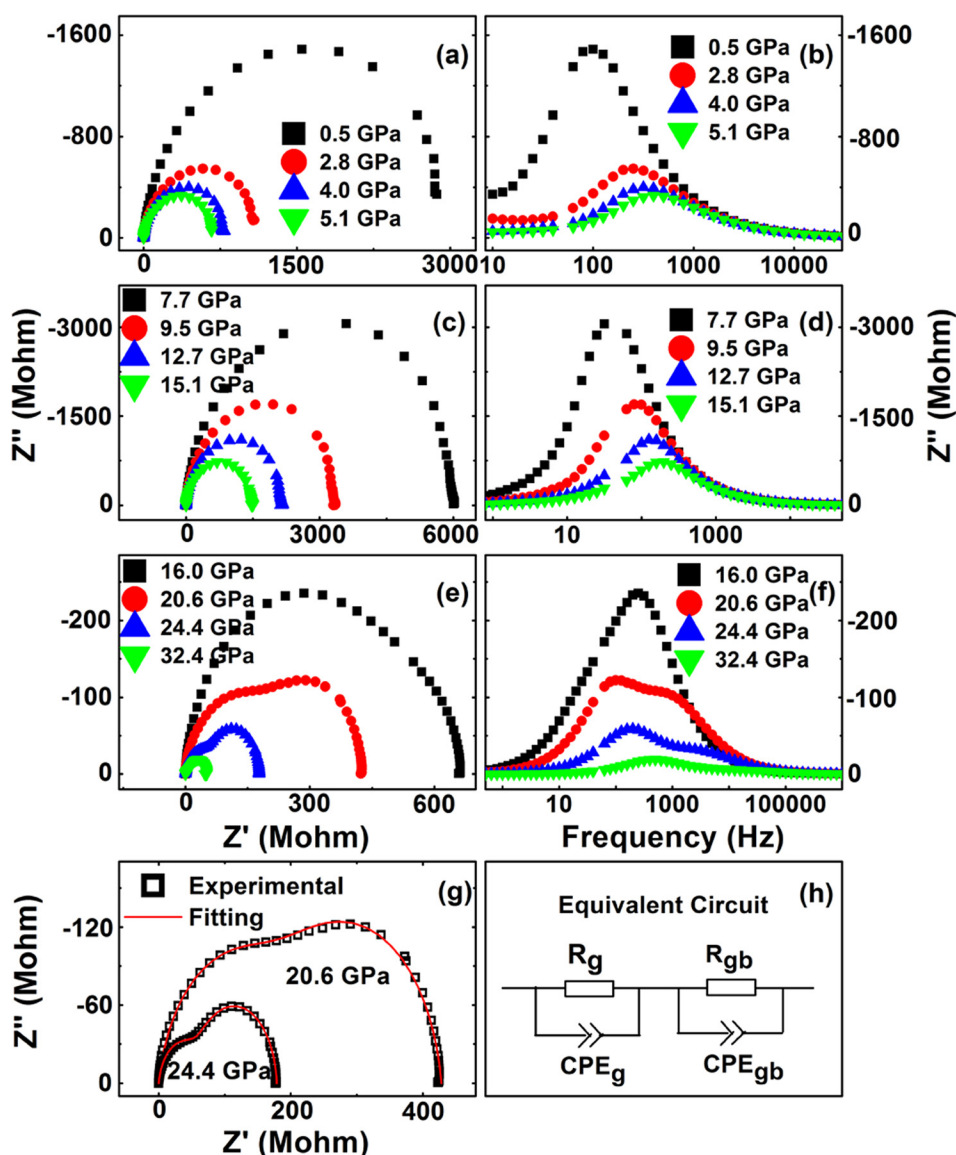 -1600
-800
0
(a)
0.5 GPa
2.8 GPa
4.0 GPa
5.1 GPa
0
1500
3000
(b)
0.5 GPa
2.8 GPa
4.0 GPa
5.1 GPa
-1600
-800
0
10
100
1000
10000
Z'' (Mohm)
Z'' (Mohm)
7.7 GPa
9.5 GPa
12.7 GPa
15.1 GPa
(c)
-3000
-1500
0
0
3000
6000
7.7 GPa
9.5 GPa
12.7 GPa
15.1 GPa
(d)
-3000
-1500
0
10
1000
16.0 GPa
20.6 GPa
24.4 GPa
32.4 GPa
(e)
-200
-100
0
0
300
600
Z' (Mohm)
16.0 GPa
20.6 GPa
24.4 GPa
32.4 GPa
(f)
-200
-100
0
10
1000
100000
Frequency (Hz)
Z'' (Mohm)
-120
-60
0
Experimental
Fitting
(g)
20.6 GPa
24.4 GPa
0
200
400
Z' (Mohm)
(h)
Equivalent Circuit
Rg
Rgb
CPEg
CPEgb